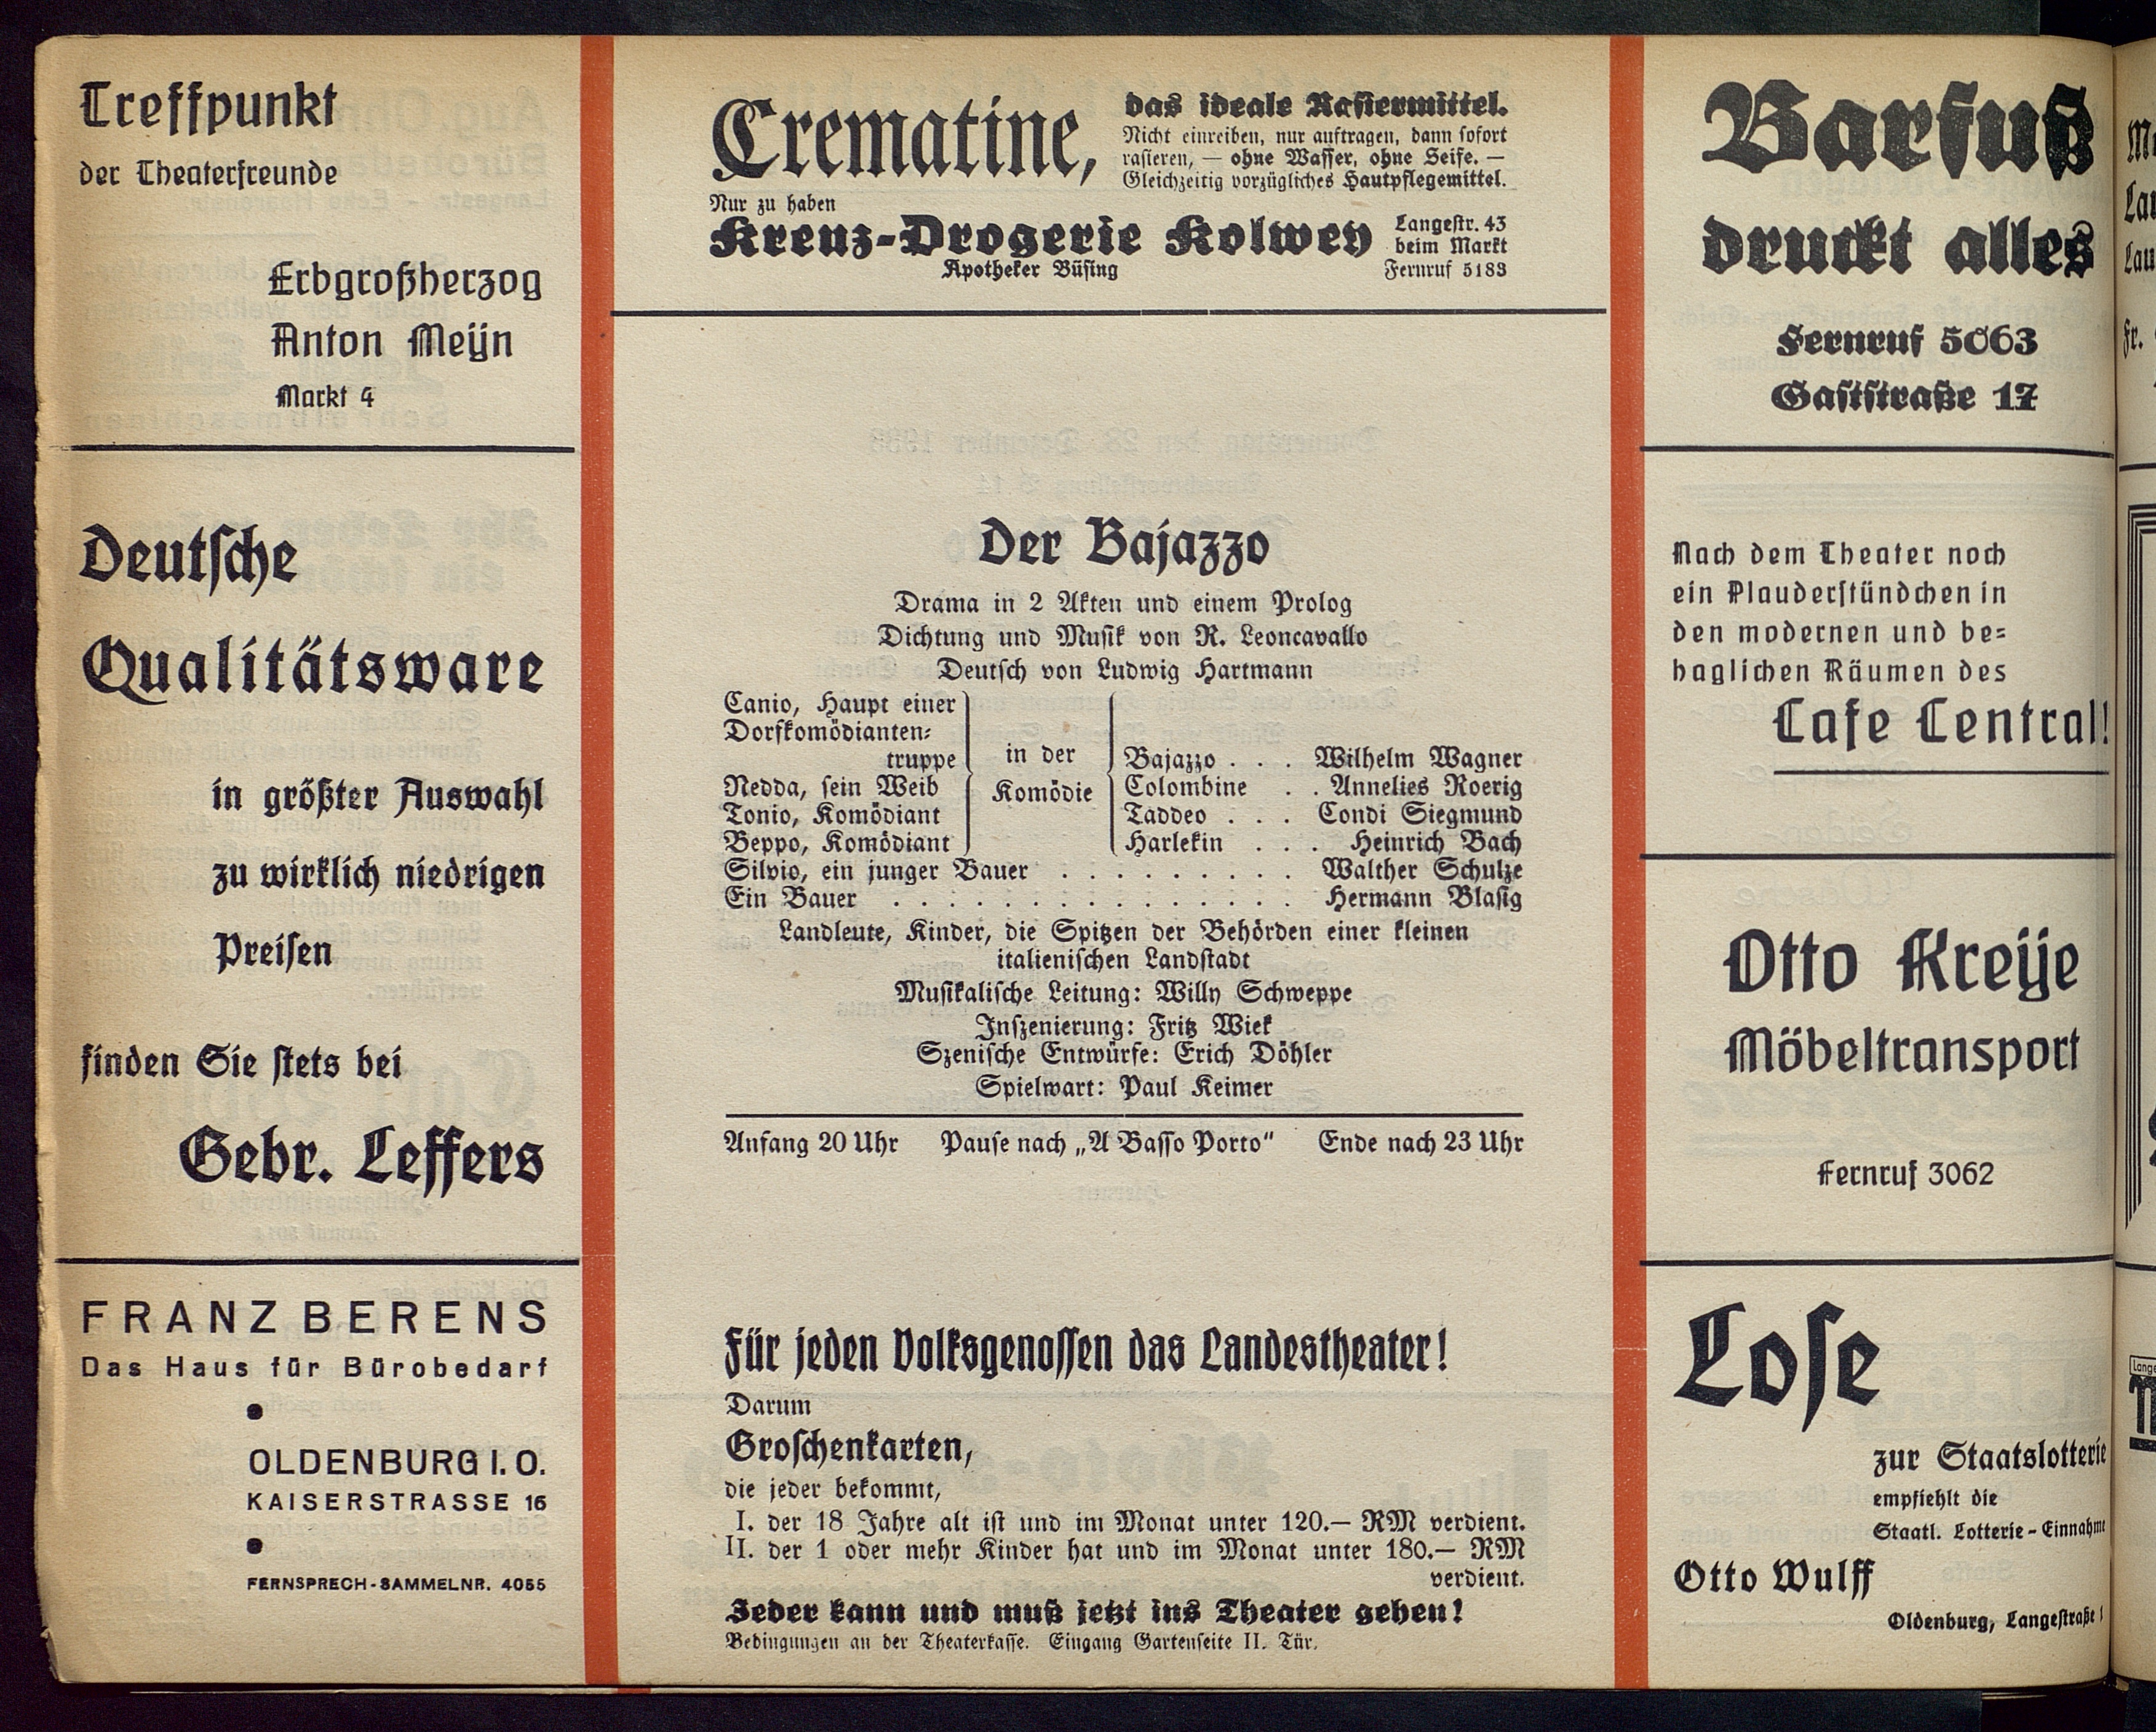 Treffpunkt
der Theaterfreunde
Erbgroßherzog
Anton Meijn
Markt 4
Deutsche
Qualitätsware
in größter Auswahl
zu wirklich niedrigen
Preisen
finden Sie stets bei
Gebr. Leffers
FRANZ BERENS
Das Haus für Bürobedarf
OLDENBURG I. O.
KAISERSTRASSE 16
FERNSPRECH-SAMMELNR. 4055
Crematine,
das ideale Rasiermittel.
Nicht einreiben, nur auftragen, dann sofort
rasieren, — ohne Wasser, ohne Seife. —
Gleichzeitig vorzügliches Hautpflegemittel.
Nur zu haben
Kreuz-Drogerie Kolwey
Apotheker Büsing
Langestr. 43
beim Markt
Fernruf 5183
Der Bajazzo
Drama in 2 Akten und einem Prolog
Dichtung und Musik von R. Leoncavallo
Deutsch von Ludwig Hartmann
Canio, Haupt einer
Dorfkomödianten-
truppe in der Bajazzo . . . Wilhelm Wagner
Nedda, sein Weib Komödie Colombine . . Annelies Roerig
Tonio, Komödiant Taddeo . . . Condi Siegmund
Beppo, Komödiant Harlekin . . . Heinrich Bach
Silvio, ein junger Bauer . . . . . . . . . Walther Schulze
Ein Bauer . . . . . . . . . . . . . . . Hermann Blasig
Landleute, Kinder, die Spitzen der Behörden einer kleinen
italienischen Landstadt
Musikalische Leitung: Willy Schweppe
Inszenierung: Fritz Wiek
Szenische Entwürfe: Erich Döhler
Spielwart: Paul Keimer
Anfang 20 Uhr Pause nach „A Basso Porto“ Ende nach 23 Uhr
Für jeden Volksgenossen das Landestheater!
Darum
Groschenkarten,
die jeder bekommt,
I. der 18 Jahre alt ist und im Monat unter 120.— RM verdient.
II. der 1 oder mehr Kinder hat und im Monat unter 180.— RM
verdient.
Jeder kann und muß jetzt ins Theater gehen!
Bedingungen an der Theaterkasse. Eingang Gartenseite II. Tür.
Barfuß
druckt alles
Fernruf 5063
Gaststraße 17
Nach dem Theater noch
ein Plauderstündchen in
den modernen und be-
haglichen Räumen des
Cafe Central!
Otto Kreije
Möbeltransport
Fernruf 3062
Lose
zur Staatslotterie
empfiehlt die
Staatl. Lotterie-Einnahme
Otto Wulff
Oldenburg, Langestraße